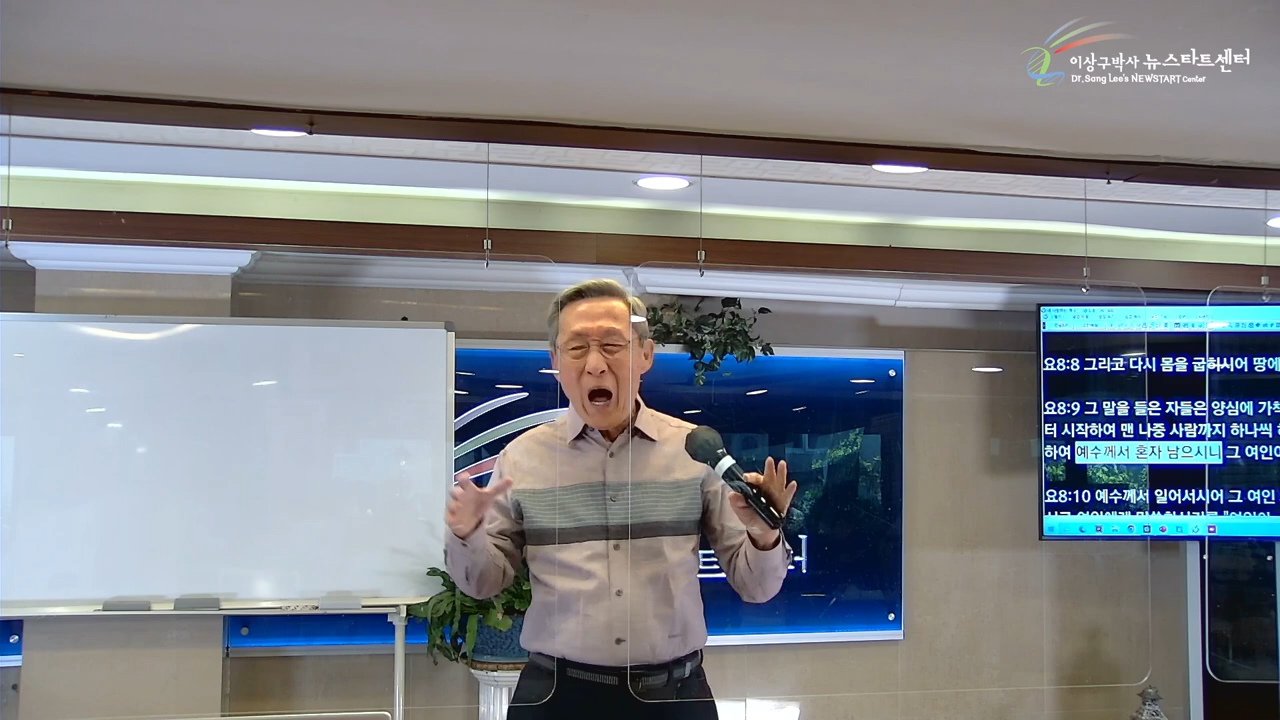 이상구박사 뉴스타트센터
Dr. Sang Lee's NEWSTART Center
요8:8 그리고 다시 몸을 굽히시어 땅에
요8:9 그 말을 들은 자들은 양심에 가책
터 시작하여 맨 나중 사람까지 하나씩
하여 예수께서 혼자 남으시니 그 여인이
요8:10 예수께서 일어서시어 그 여인